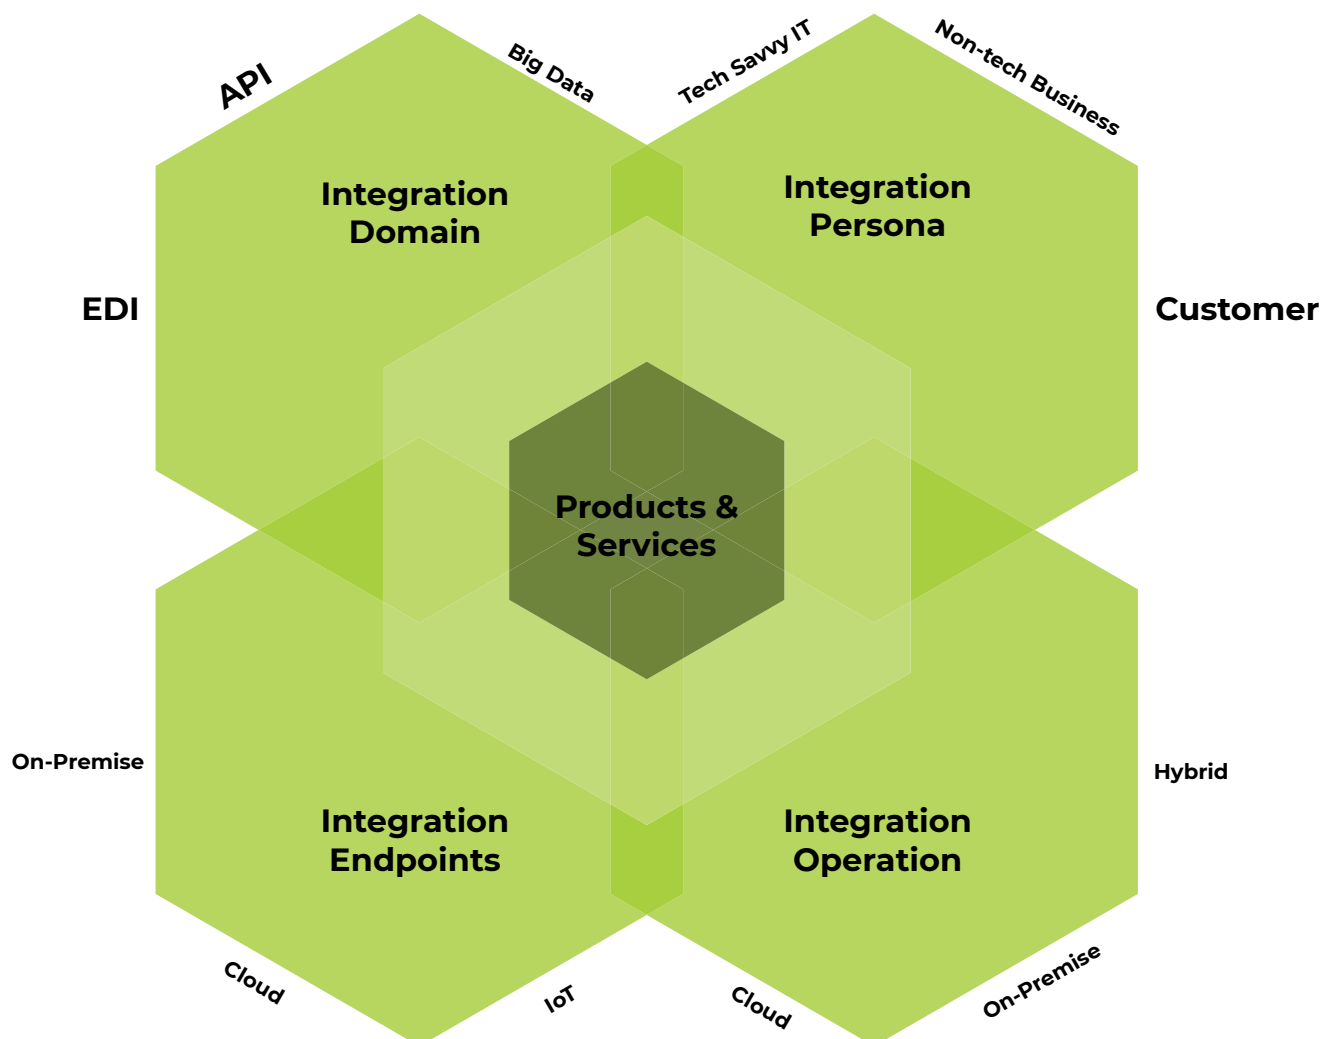 API
Big Data
Tech Savvy IT
Non-tech Business
Integration
Domain
Integration
Persona
EDI
Customer
Products &
Services
On-Premise
Hybrid
Integration
Endpoints
Integration
Operation
Cloud
IoT
Cloud
On-Premise